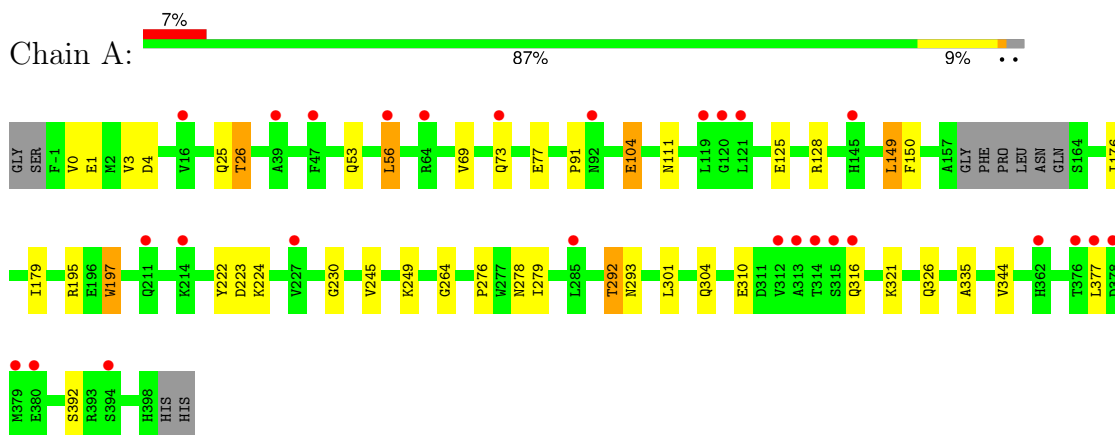 7%
Chain A:
87%
9%
GLY SER F-1 V0 E1 M2 V3 D4 V16 Q25 T26 A39 F47 Q53 L56 R64 V69 Q73 E77 P91 N92 E104 N111 L119 G120 L121 E125 R128 H145 L149 F150 A157 GLY PHE PRO LEU ASN GLN S164 I176
I179 R195 E196 W197 Q211 K214 Y222 D223 K224 V227 G230 V245 K249 G264 P276 W277 N278 I279 L285 T292 N293 L301 Q304 E310 D311 V312 A313 T314 S315 Q316 K321 Q326 A335 V344 H362 T376 L377 D378
M379 E380 S392 R393 S394 H398 HIS HIS